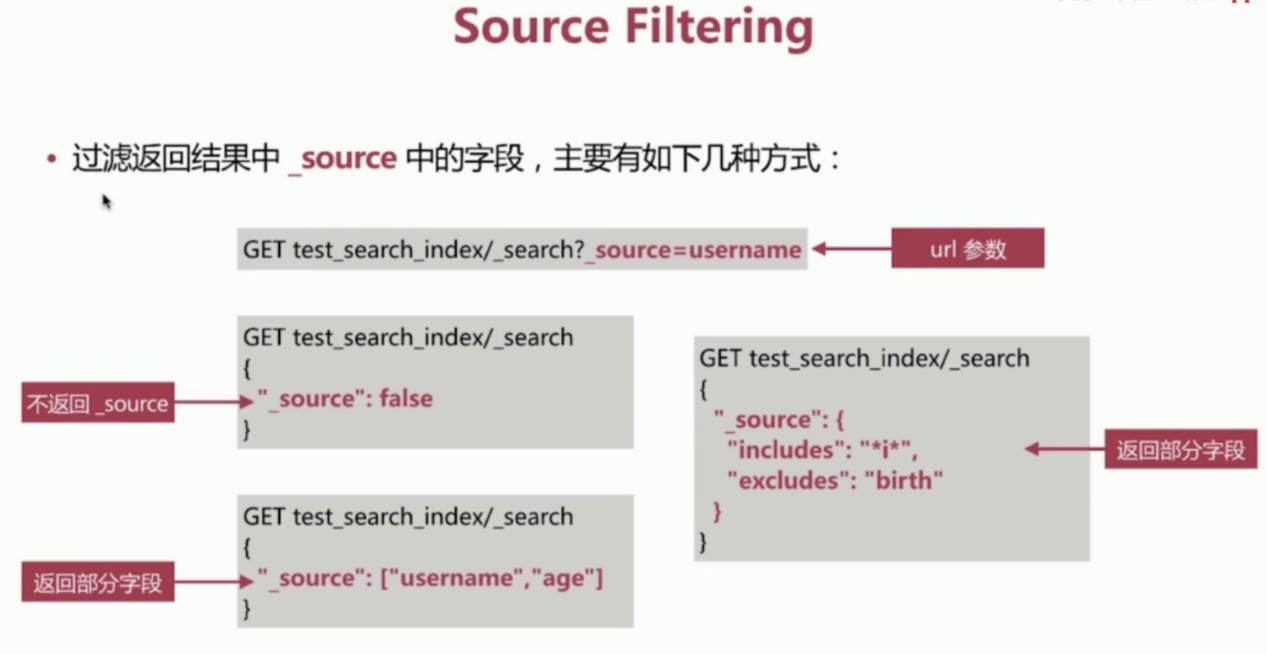 Source Filtering
• 过滤返回结果中 _source 中的字段，主要有如下几种方式：
GET test_search_index/_search?_source=username
url 参数
GET test_search_index/_search
{
"_source": false
}
不返回 _source
GET test_search_index/_search
{
"_source": {
"includes": "*i*",
"excludes": "birth"
}
}
返回部分字段
GET test_search_index/_search
{
"_source": ["username","age"]
}
返回部分字段